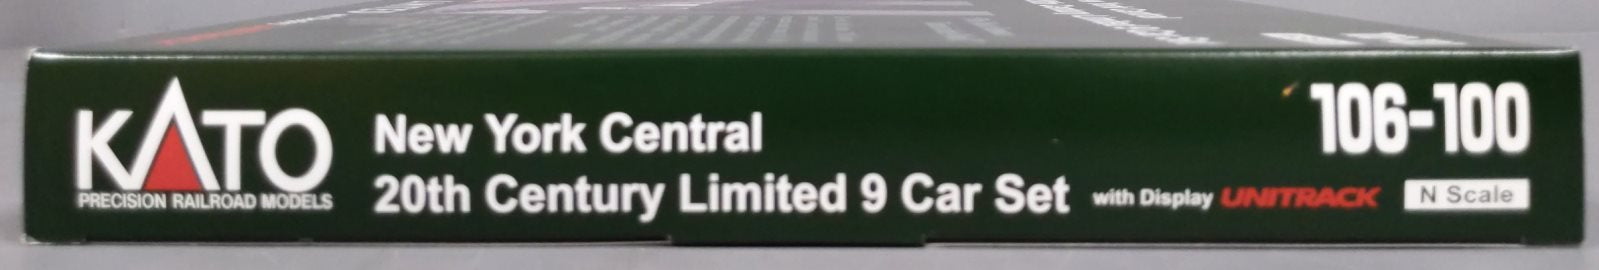 KATO
PRECISION RAILROAD MODELS
New York Central
20th Century Limited 9 Car Set with Display UNITRACK
106-100
N Scale